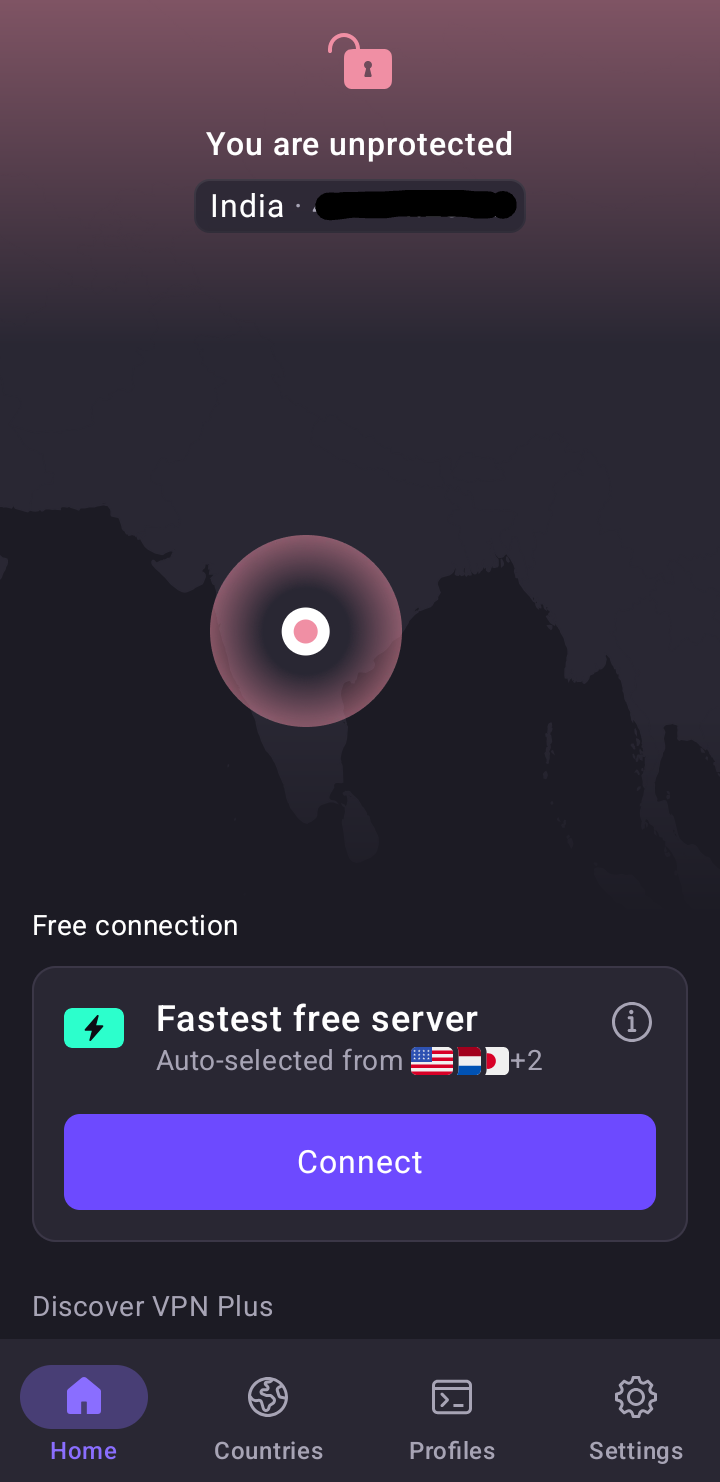 You are unprotected
India ·
Free connection
Fastest free server
Auto-selected from +2
Connect
Discover VPN Plus
Home Countries Profiles Settings